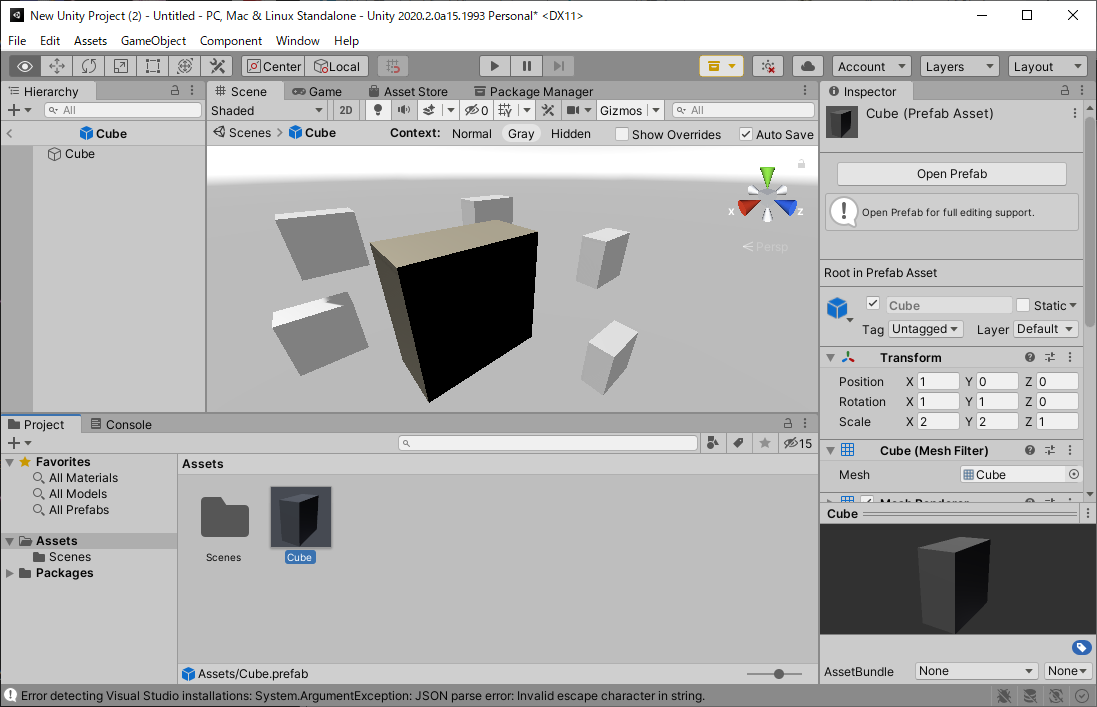 New Unity Project (2) - Untitled - PC, Mac & Linux Standalone - Unity 2020.2.0a15.1993 Personal* <DX11>
File Edit Assets GameObject Component Window Help
Center Local Account Layers Layout
Hierarchy
All
Cube
Cube
Scene Game Asset Store Package Manager
Shaded 2D 0 Gizmos All
Scenes Cube Context: Normal Gray Hidden Show Overrides Auto Save
x z
Persp
Inspector
Cube (Prefab Asset)
Open Prefab
Open Prefab for full editing support.
Root in Prefab Asset
Cube Static
Tag Untagged Layer Default
Transform
Position X 1 Y 0 Z 0
Rotation X 1 Y 1 Z 0
Scale X 2 Y 2 Z 1
Cube (Mesh Filter)
Mesh Cube
Mesh Renderer
Cube
AssetBundle None None
Project Console
15
Favorites
All Materials
All Models
All Prefabs
Assets
Scenes
Packages
Assets
Scenes Cube
Assets/Cube.prefab
Error detecting Visual Studio installations: System.ArgumentException: JSON parse error: Invalid escape character in string.